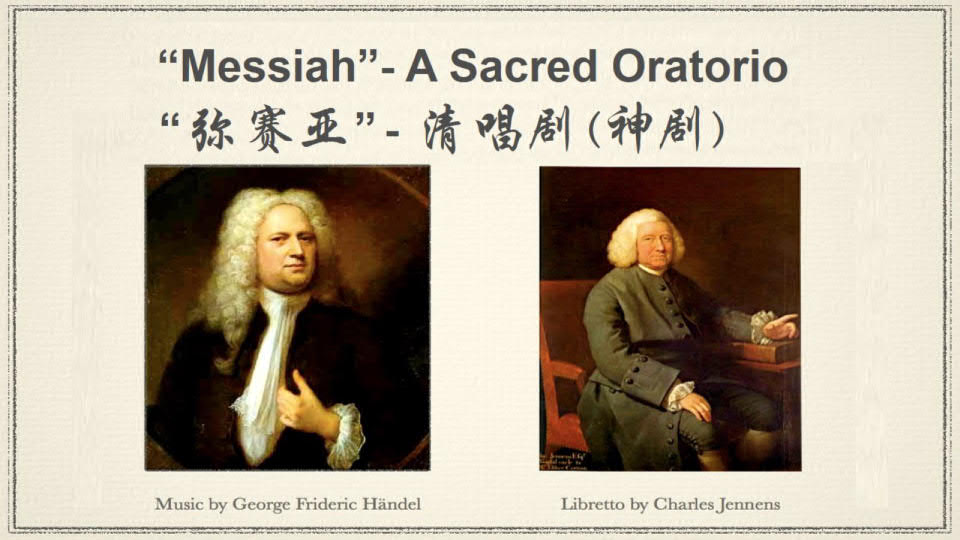 “Messiah”- A Sacred Oratorio
“弥赛亚”- 清唱剧(神剧)
Music by George Frideric Händel
Libretto by Charles Jennens